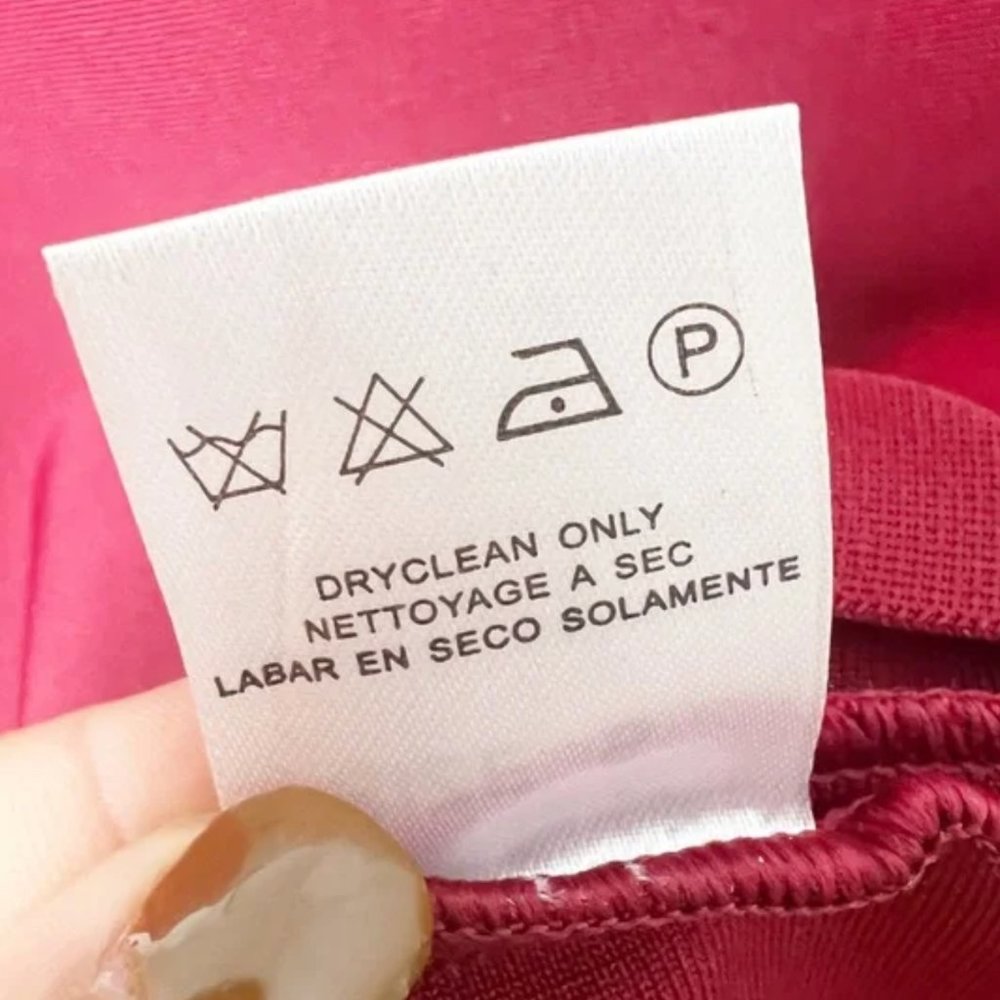 P
DRYCLEAN ONLY
NETTOYAGE A SEC
LABAR EN SECO SOLAMENTE